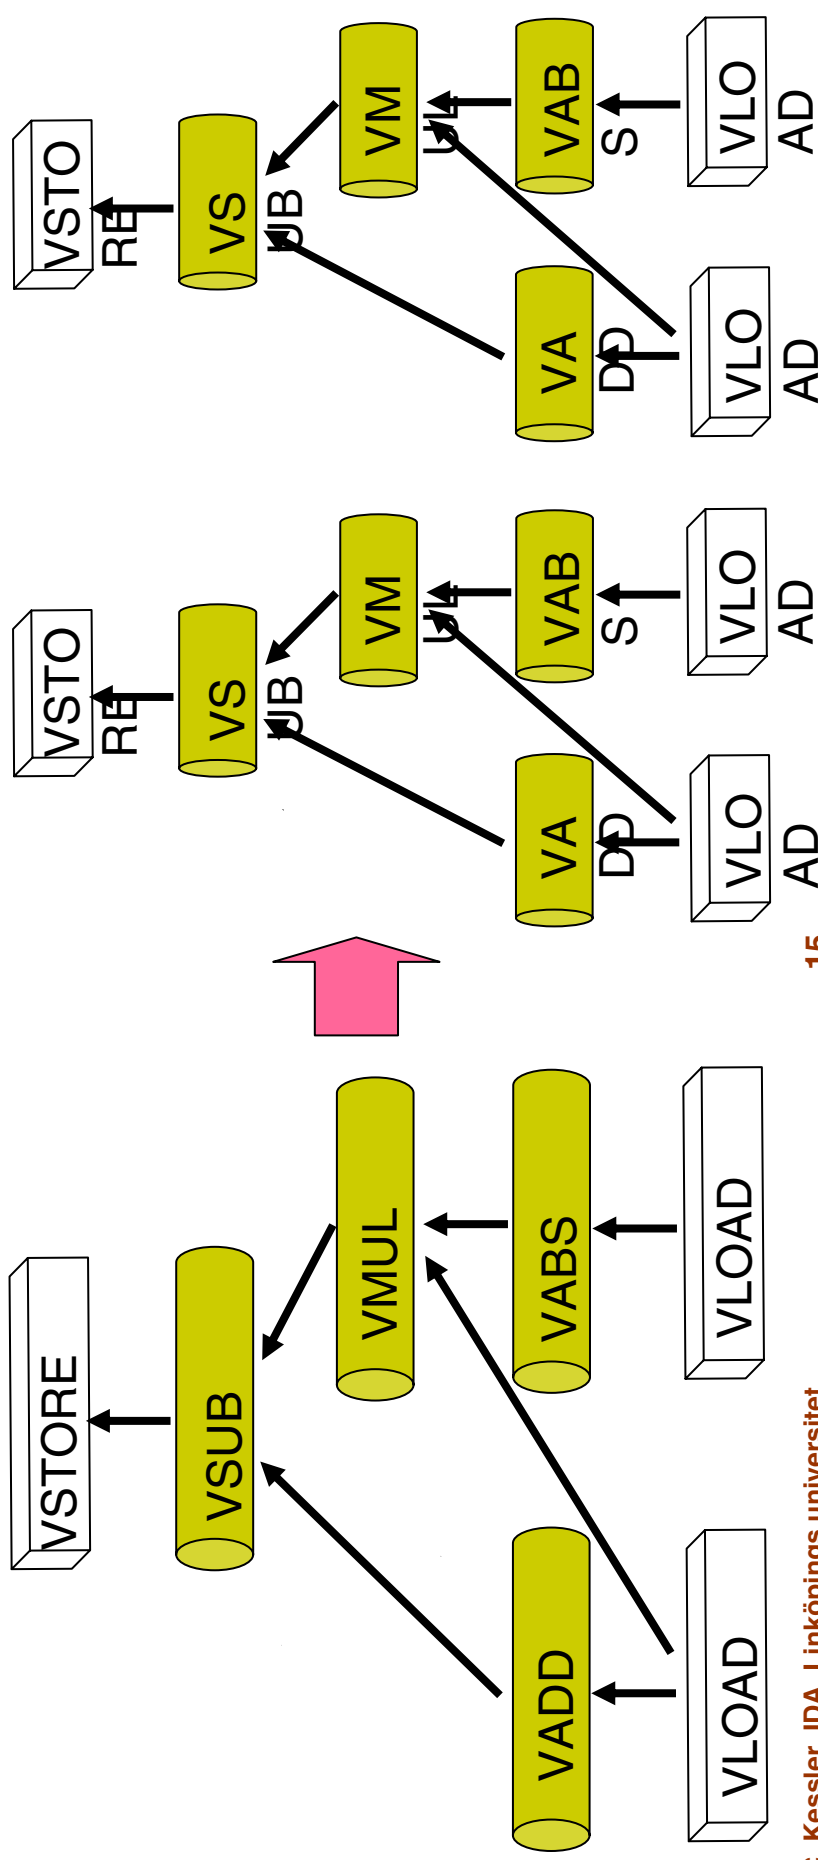 VSTORE
VSTO
RE
VSTO
RE
VSUB
VS
UB
VS
UB
VMUL
VM
UL
VM
UL
VADD
VABS
VA
DD
VAB
S
VA
DD
VAB
S
VLOAD
VLOAD
VLO
AD
VLO
AD
VLO
AD
VLO
AD
Kessler, IDA, Linköpings universitet
15